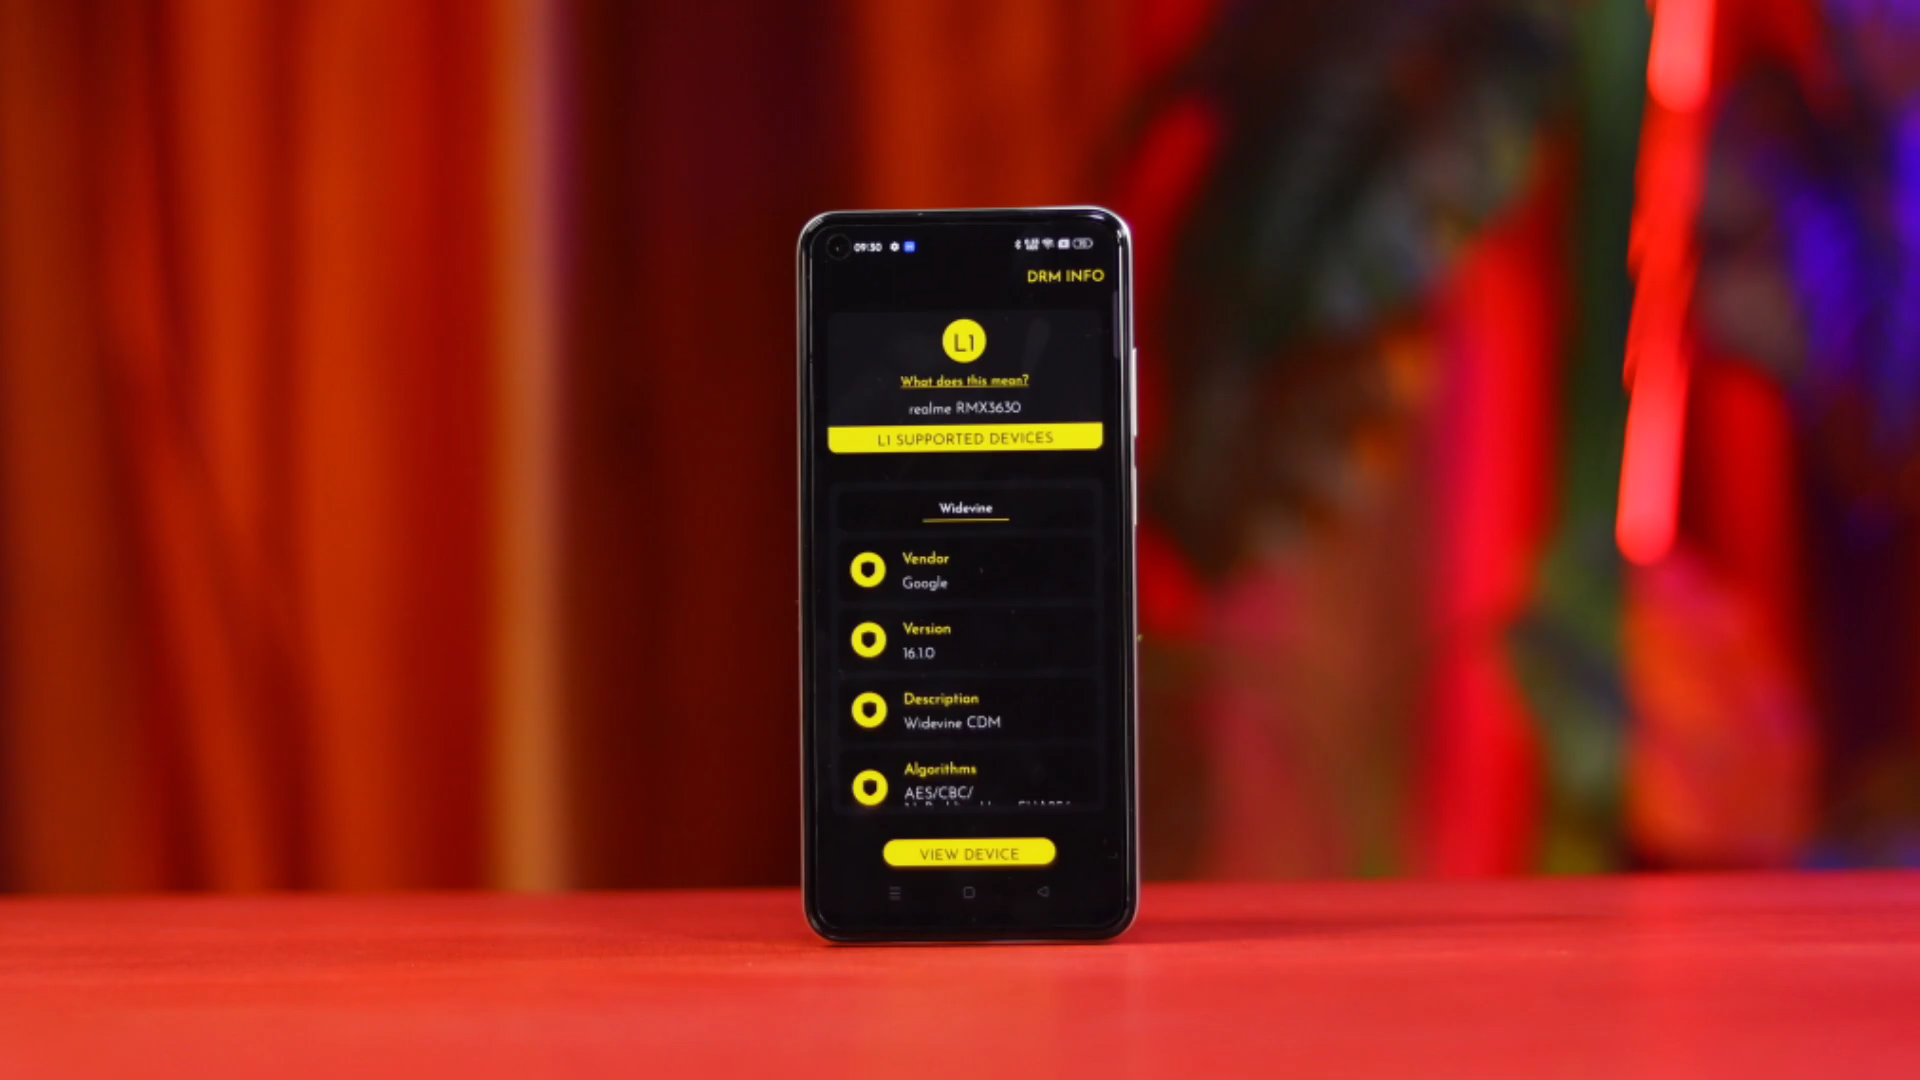 09:50
DRM INFO
L1
What does this mean?
realme RMX3630
L1 SUPPORTED DEVICES
Widevine
Vendor
Google
Version
16.1.0
Description
Widevine CDM
Algorithms
AES/CBC/
VIEW DEVICE